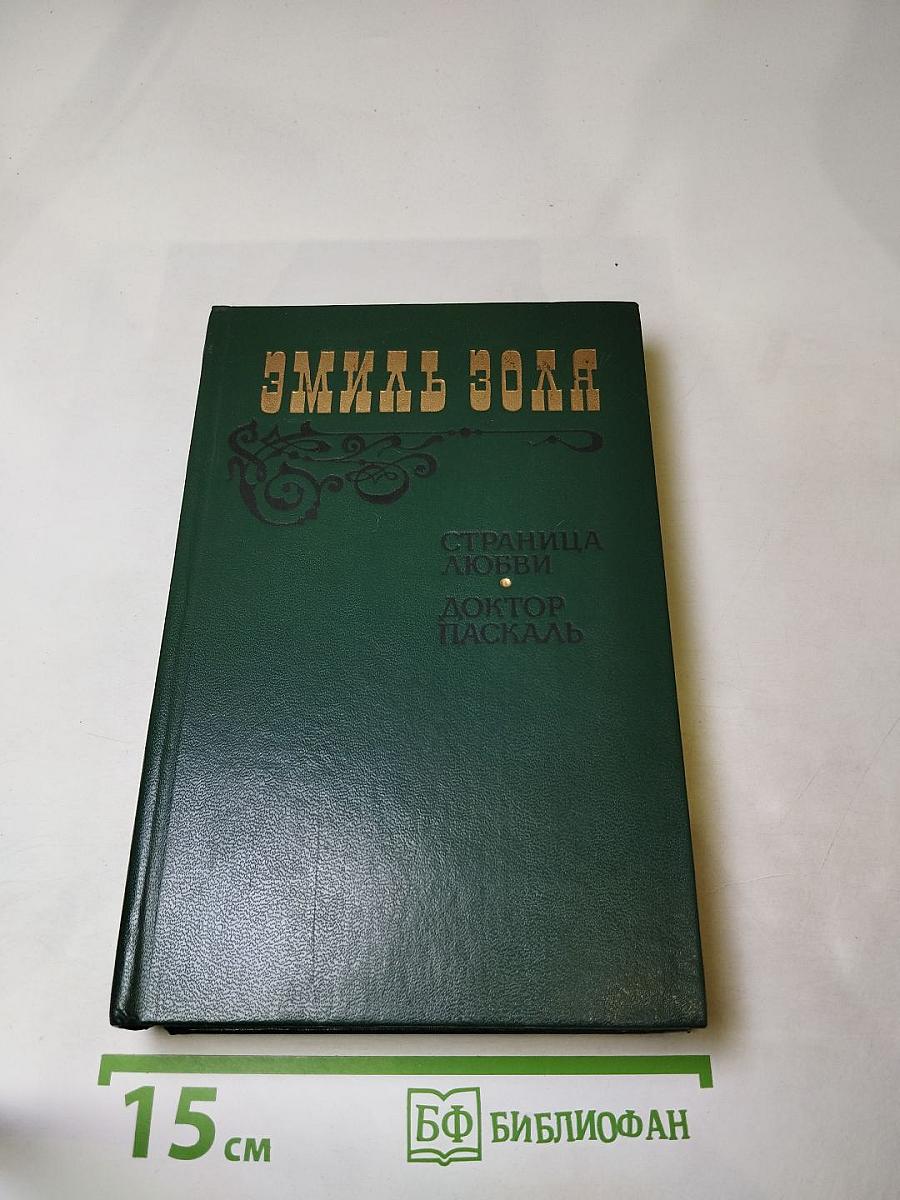 ЭМИЛЬ ЗОЛЯ
СТРАНИЦА
ЛЮБВИ
ДОКТОР
ПАСКАЛЬ
15 см
БФ БИБЛИОФАН